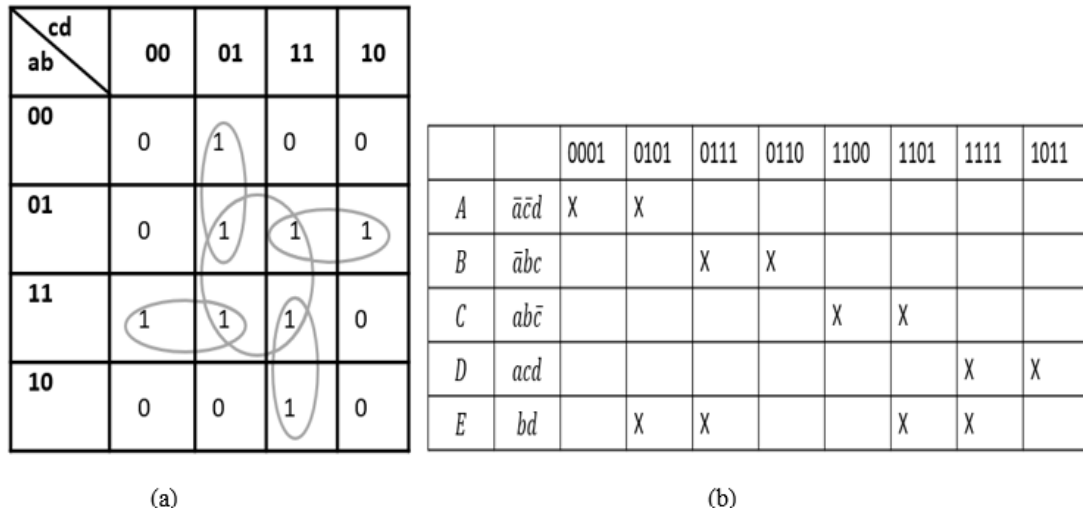 cd
ab
00 01 11 10
00
0 1 0 0
01
0 1 1 1
11
1 1 1 0
10
0 0 1 0
0001 0101 0111 0110 1100 1101 1111 1011
A āc̄d X X
B ābc X X
C abc̄ X X
D acd X X
E bd X X X X
(a) (b)